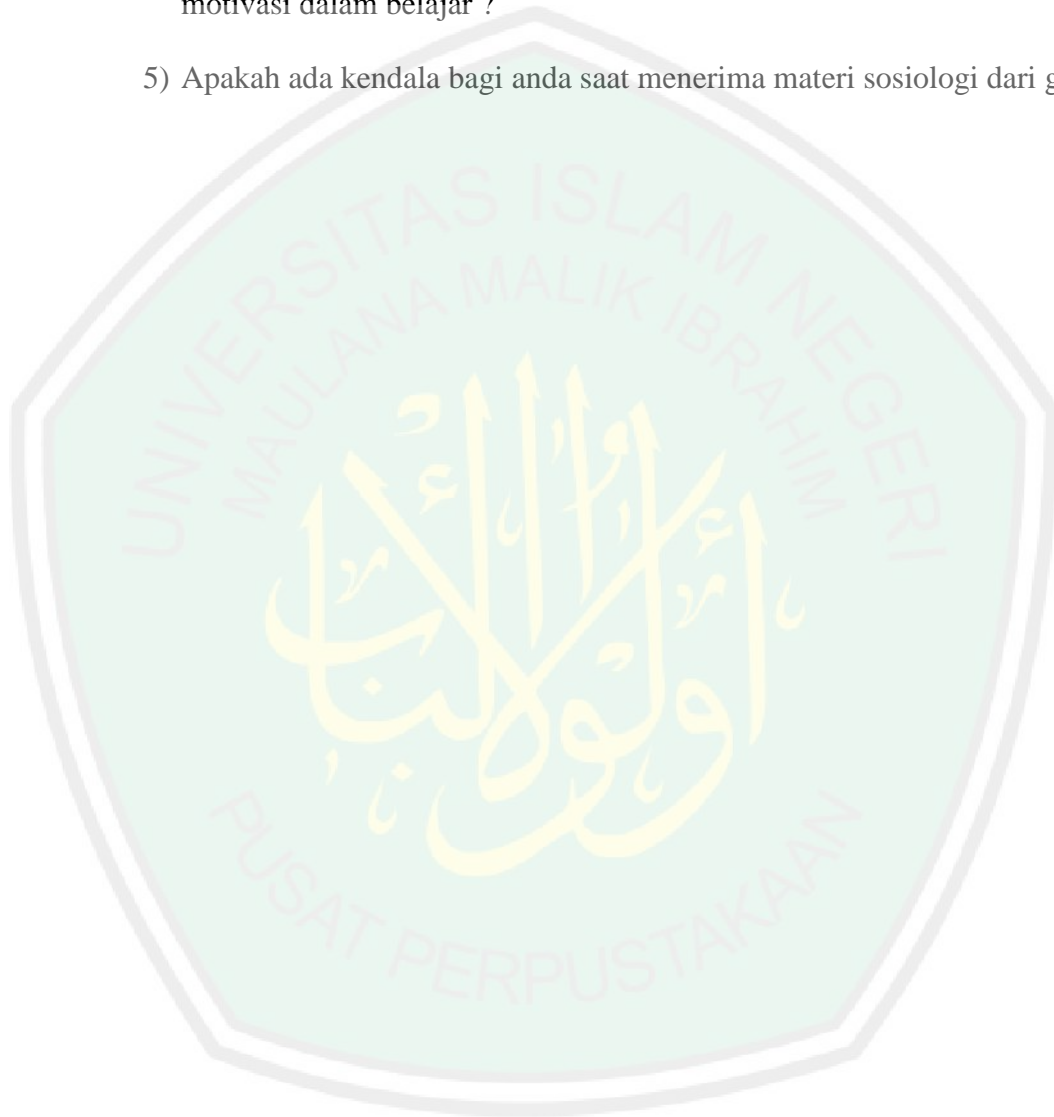 motivasi dalam belajar ?
5) Apakah ada kendala bagi anda saat menerima materi sosiologi dari
UNIVERSITAS ISLAM NEGERI
MAULANA MALIK IBRAHIM
أولوا الألباب
PUSAT PERPUSTAKAAN